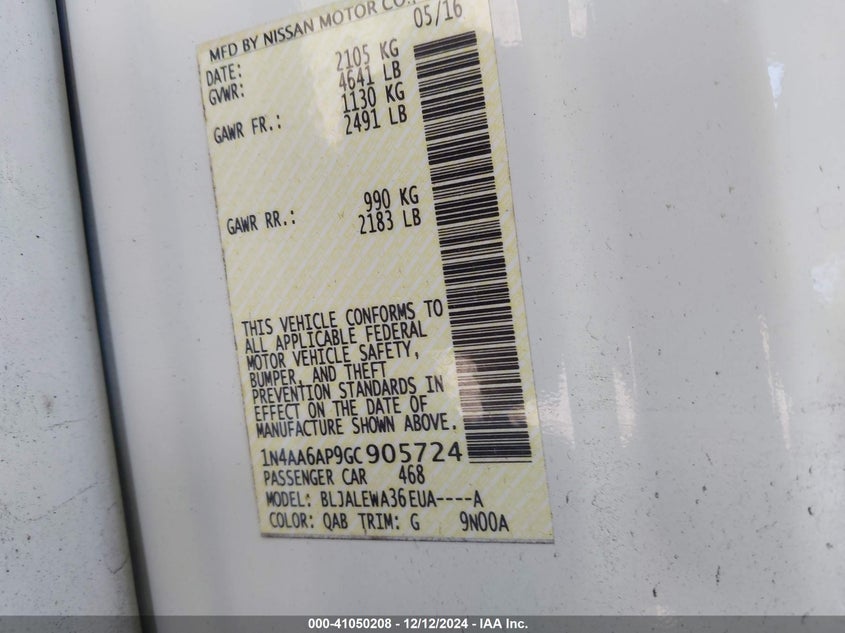 MFD BY NISSAN MOTOR CO.,
DATE: 05/16
GVWR: 2105 KG
4641 LB
GAWR FR.: 1130 KG
2491 LB
GAWR RR.: 990 KG
2183 LB
THIS VEHICLE CONFORMS TO
ALL APPLICABLE FEDERAL
MOTOR VEHICLE SAFETY,
BUMPER, AND THEFT
PREVENTION STANDARDS IN
EFFECT ON THE DATE OF
MANUFACTURE SHOWN ABOVE.
1N4AA6AP9GC905724
PASSENGER CAR 468
MODEL: BLJALEWA36EUA----A
COLOR: QAB TRIM: G 9N00A
000-41050208 - 12/12/2024 - IAA Inc.